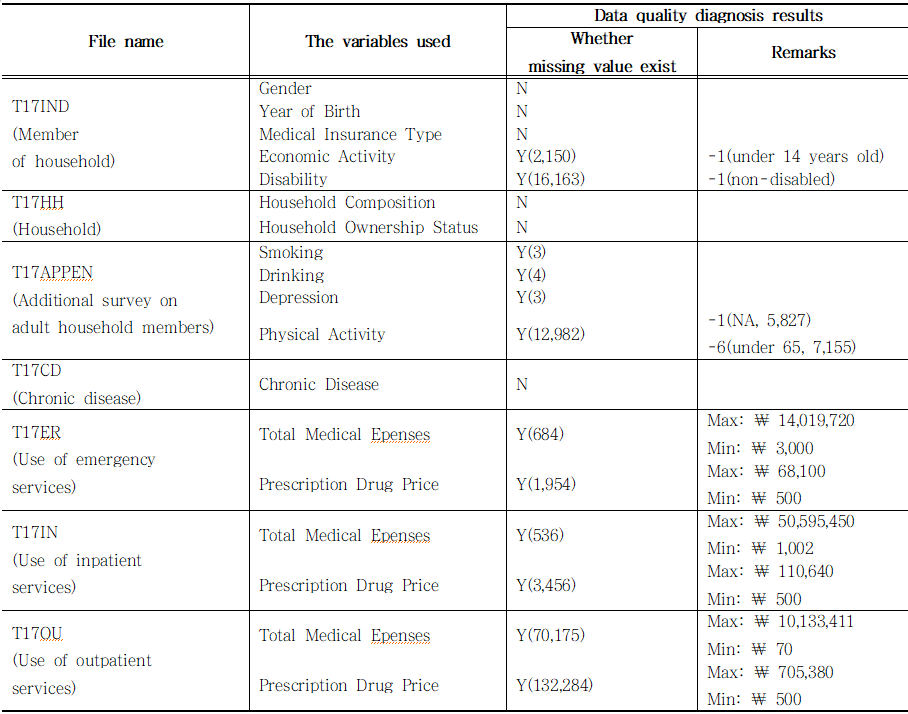 File name
The variables used
Data quality diagnosis results
Whether
missing value exist
Remarks
T17IND
(Member
of household)
Gender
N
Year of Birth
N
Medical Insurance Type
N
Economic Activity
Y(2,150)
-1(under 14 years old)
Disability
Y(16,163)
-1(non-disabled)
T17HH
(Household)
Household Composition
N
Household Ownership Status
N
T17APPEN
(Additional survey on
adult household members)
Smoking
Y(3)
Drinking
Y(4)
Depression
Y(3)
Physical Activity
Y(12,982)
-1(NA, 5,827)
-6(under 65, 7,155)
T17CD
(Chronic disease)
Chronic Disease
N
T17ER
(Use of emergency
services)
Total Medical Epenses
Y(684)
Max: ₩ 14,019,720
Min: ₩ 3,000
Prescription Drug Price
Y(1,954)
Max: ₩ 68,100
Min: ₩ 500
T17IN
(Use of inpatient
services)
Total Medical Epenses
Y(536)
Max: ₩ 50,595,450
Min: ₩ 1,002
Prescription Drug Price
Y(3,456)
Max: ₩ 110,640
Min: ₩ 500
T17OU
(Use of outpatient
services)
Total Medical Epenses
Y(70,175)
Max: ₩ 10,133,411
Min: ₩ 70
Prescription Drug Price
Y(132,284)
Max: ₩ 705,380
Min: ₩ 500